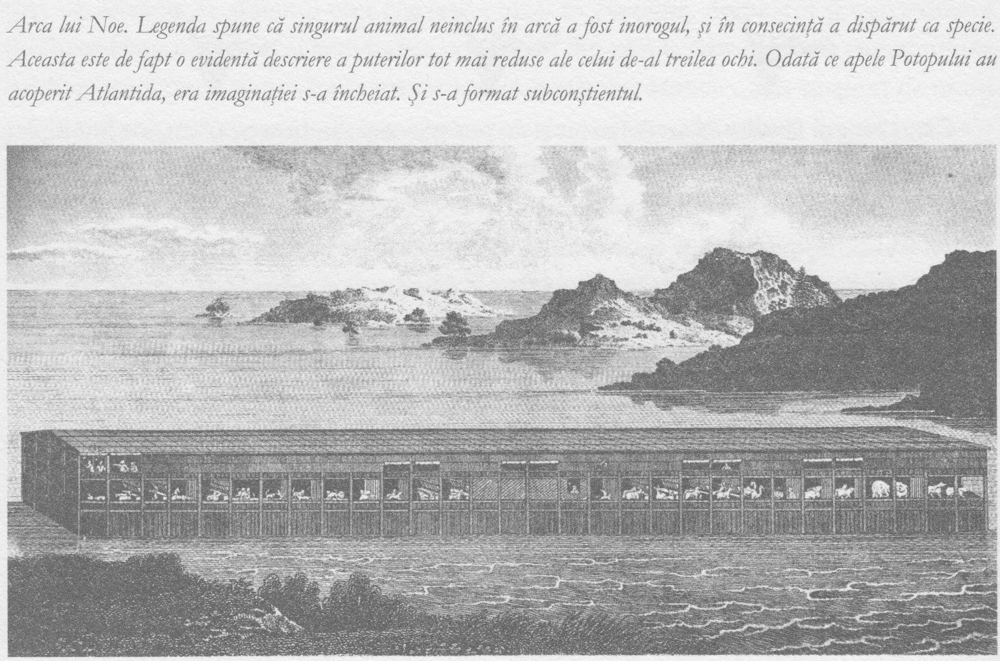 Arca lui Noe. Legenda spune că singurul animal neinclus în arcă a fost inorogul, şi în consecinţă a dispărut ca specie.
Aceasta este de fapt o evidentă descriere a puterilor tot mai reduse ale celui de-al treilea ochi. Odată ce apele Potopului au
acoperit Atlantida, era imaginaţiei s-a încheiat. Şi s-a format subconştientul.